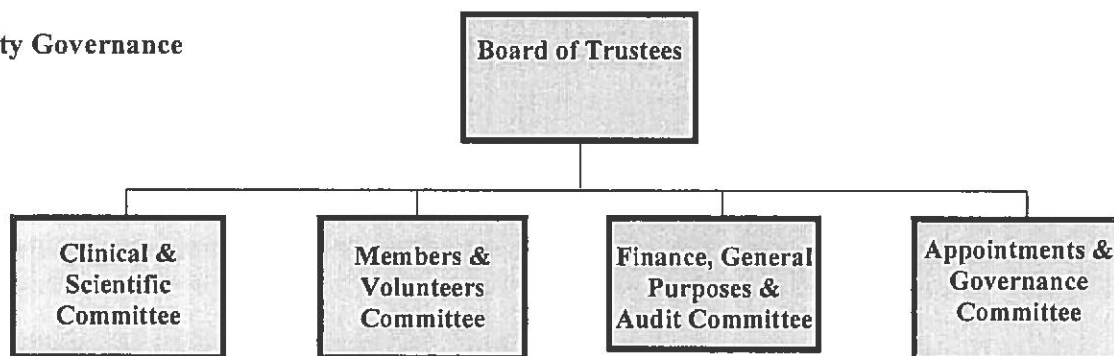 ty Governance
Board of Trustees
Clinical &
Scientific
Committee
Members &
Volunteers
Committee
Finance, General
Purposes &
Audit Committee
Appointments &
Governance
Committee